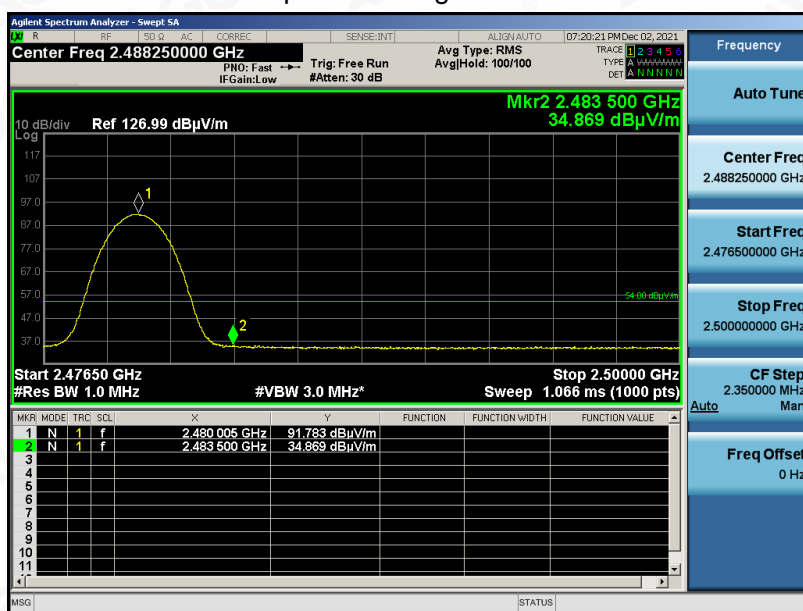 Agilent Spectrum Analyzer - Swept SA
LXI R RF 50 Ω AC CORREC SENSE:INT ALIGN AUTO 07:20:21 PM Dec 02, 2021
Center Freq 2.488250000 GHz
PNO: Fast
IFGain:Low
Trig: Free Run
#Atten: 30 dB
Avg Type: RMS
Avg|Hold: 100/100
TRACE 1 2 3 4 5 6
TYPE A WWWWW
DET A N N N N N
Mkr2 2.483 500 GHz
34.869 dBµV/m
10 dB/div Ref 126.99 dBµV/m
Log
117
107
97.0
87.0
77.0
67.0
57.0
47.0
37.0
1
2
54.00 dBµV/m
Start 2.47650 GHz Stop 2.50000 GHz
#Res BW 1.0 MHz #VBW 3.0 MHz* Sweep 1.066 ms (1000 pts)
MKR MODE TRC SCL X Y FUNCTION FUNCTION WIDTH FUNCTION VALUE
1 N 1 f 2.480 005 GHz 91.783 dBµV/m
2 N 1 f 2.483 500 GHz 34.869 dBµV/m
3
4
5
6
7
8
9
10
11
MSG STATUS
Frequency
Auto Tune
Center Freq
2.488250000 GHz
Start Freq
2.476500000 GHz
Stop Freq
2.500000000 GHz
CF Step
2.350000 MHz
Auto Man
Freq Offset
0 Hz